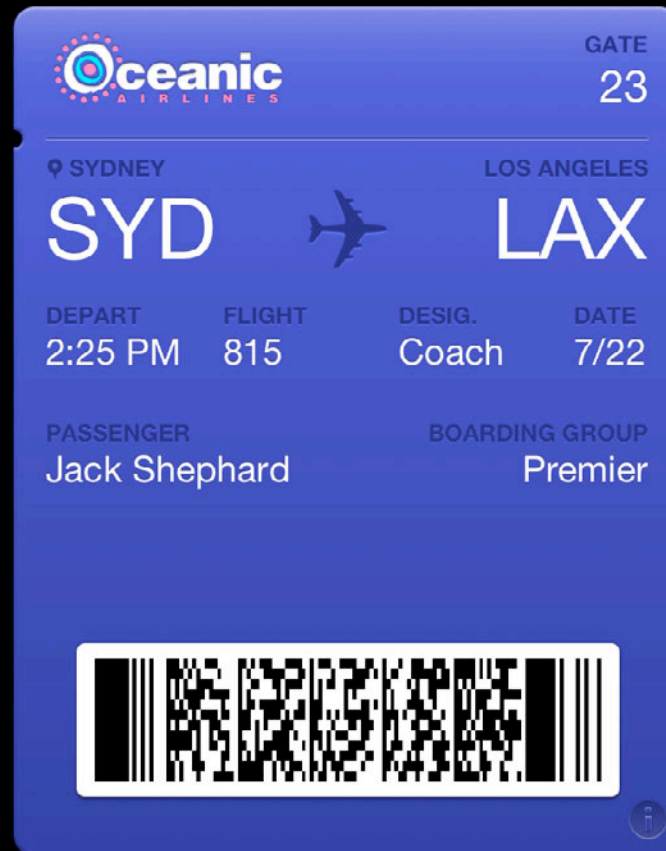 Oceanic
AIRLINES
GATE
23
SYDNEY LOS ANGELES
SYD LAX
DEPART FLIGHT DESIG. DATE
2:25 PM 815 Coach 7/22
PASSENGER BOARDING GROUP
Jack Shephard Premier
i